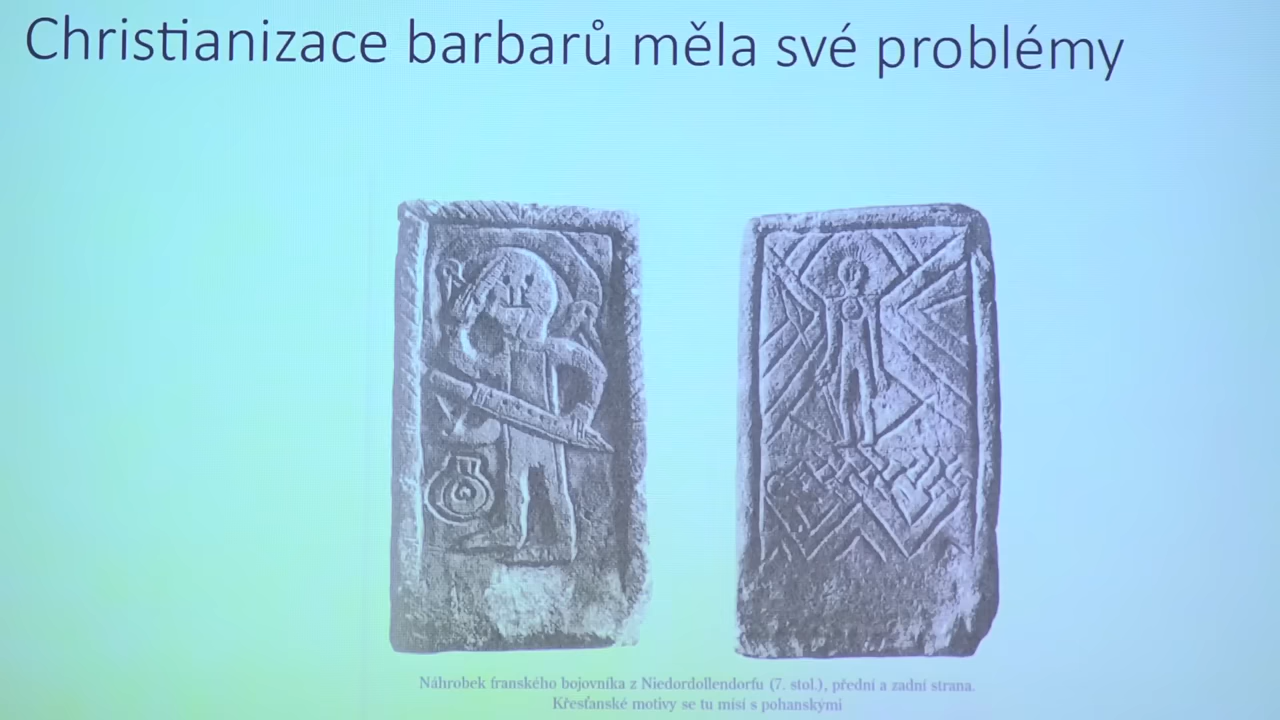 Christianizace barbarů měla své problémy
Náhrobek franského bojovníka z Niedordollendorfu (7. stol.), přední a zadní strana.
Křesťanské motivy se tu mísí s pohanskými